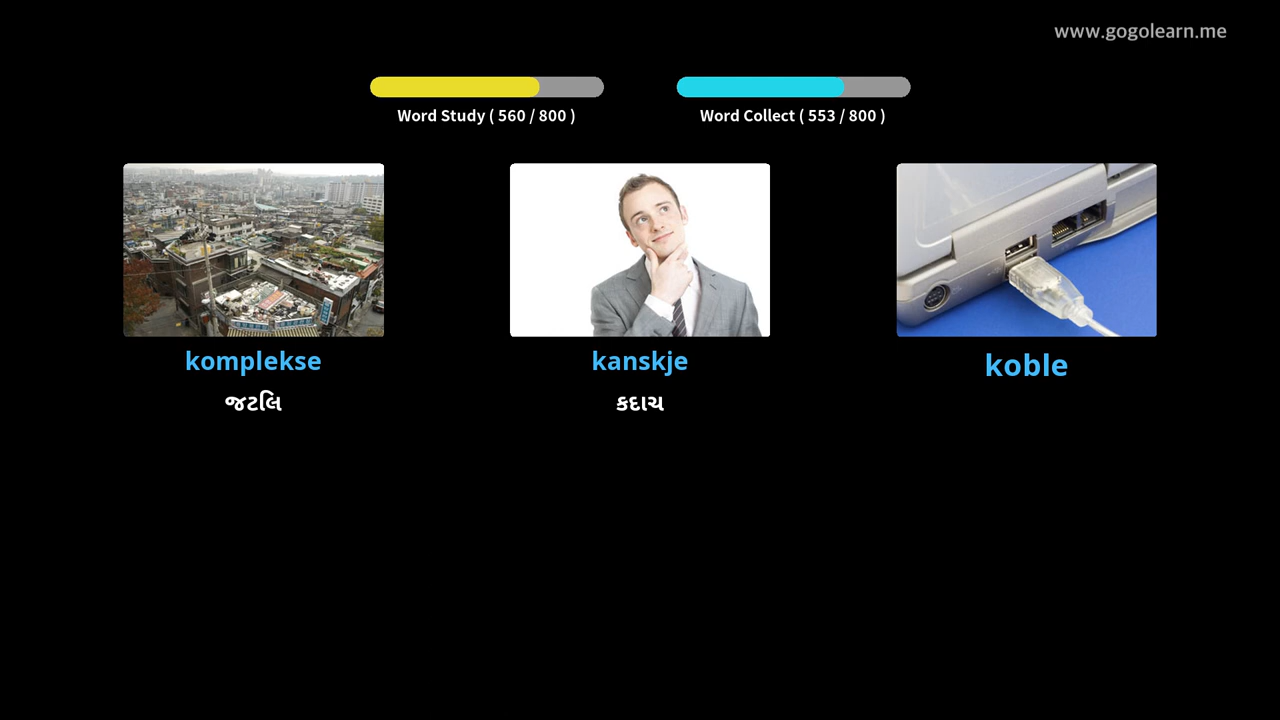 www.gogolearn.me
Word Study ( 560 / 800 )
Word Collect ( 553 / 800 )
komplekse
kanskje
koble
જટિલ
કદાચ